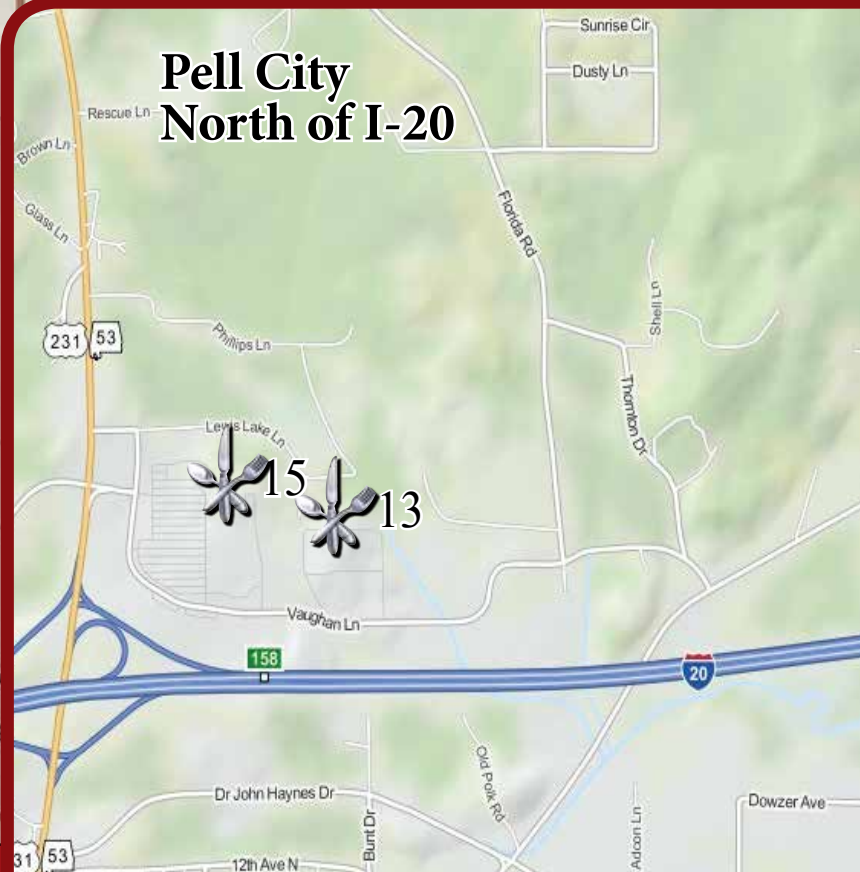 Sunrise Cir
Pell City
Dusty Ln
Rescue Ln
North of I-20
Brown Ln
Glass Ln
Florida Rd
Shell Ln
231
53
Phillips Ln
Thornton Dr
Lewis Lake Ln
15
13
Vaughan Ln
158
20
Old Polk Rd
Dr John Haynes Dr
Dowzer Ave
Bunt Dr
Adcon Ln
31
53
12th Ave N